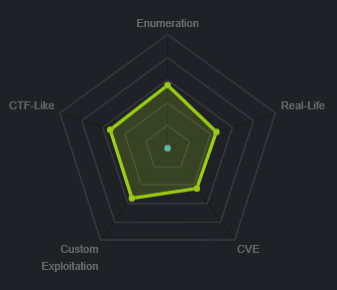 Enumeration
CTF-Like
Real-Life
Custom
Exploitation
CVE